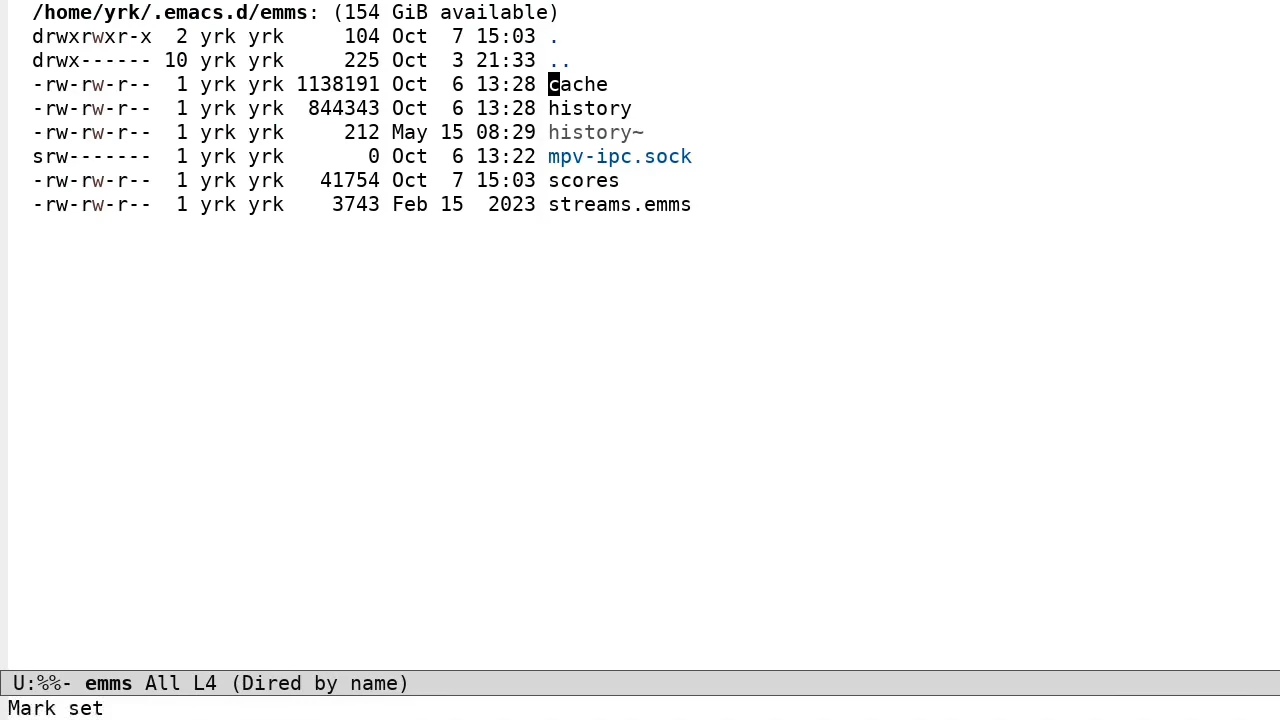 /home/yrk/.emacs.d/emms: (154 GiB available)
drwxrwxr-x  2 yrk yrk     104 Oct  7 15:03 .
drwx------ 10 yrk yrk     225 Oct  3 21:33 ..
-rw-rw-r--  1 yrk yrk 1138191 Oct  6 13:28 cache
-rw-rw-r--  1 yrk yrk  844343 Oct  6 13:28 history
-rw-rw-r--  1 yrk yrk     212 May 15 08:29 history~
srw-------  1 yrk yrk       0 Oct  6 13:22 mpv-ipc.sock
-rw-rw-r--  1 yrk yrk   41754 Oct  7 15:03 scores
-rw-rw-r--  1 yrk yrk    3743 Feb 15  2023 streams.emms
U:%%- emms All L4 (Dired by name)
Mark set